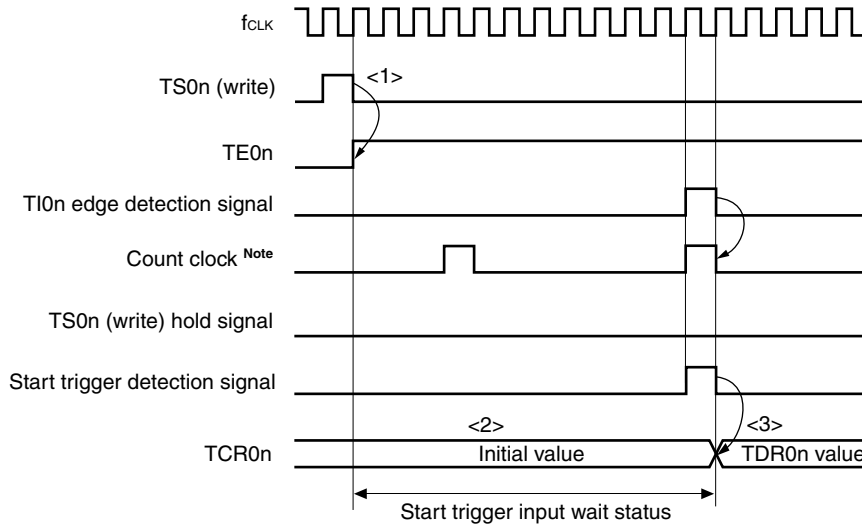 fCLK
TS0n (write)
<1>
TE0n
TI0n edge detection signal
Count clock Note
TS0n (write) hold signal
Start trigger detection signal
<2>
<3>
TCR0n
Initial value
TDR0n value
Start trigger input wait status